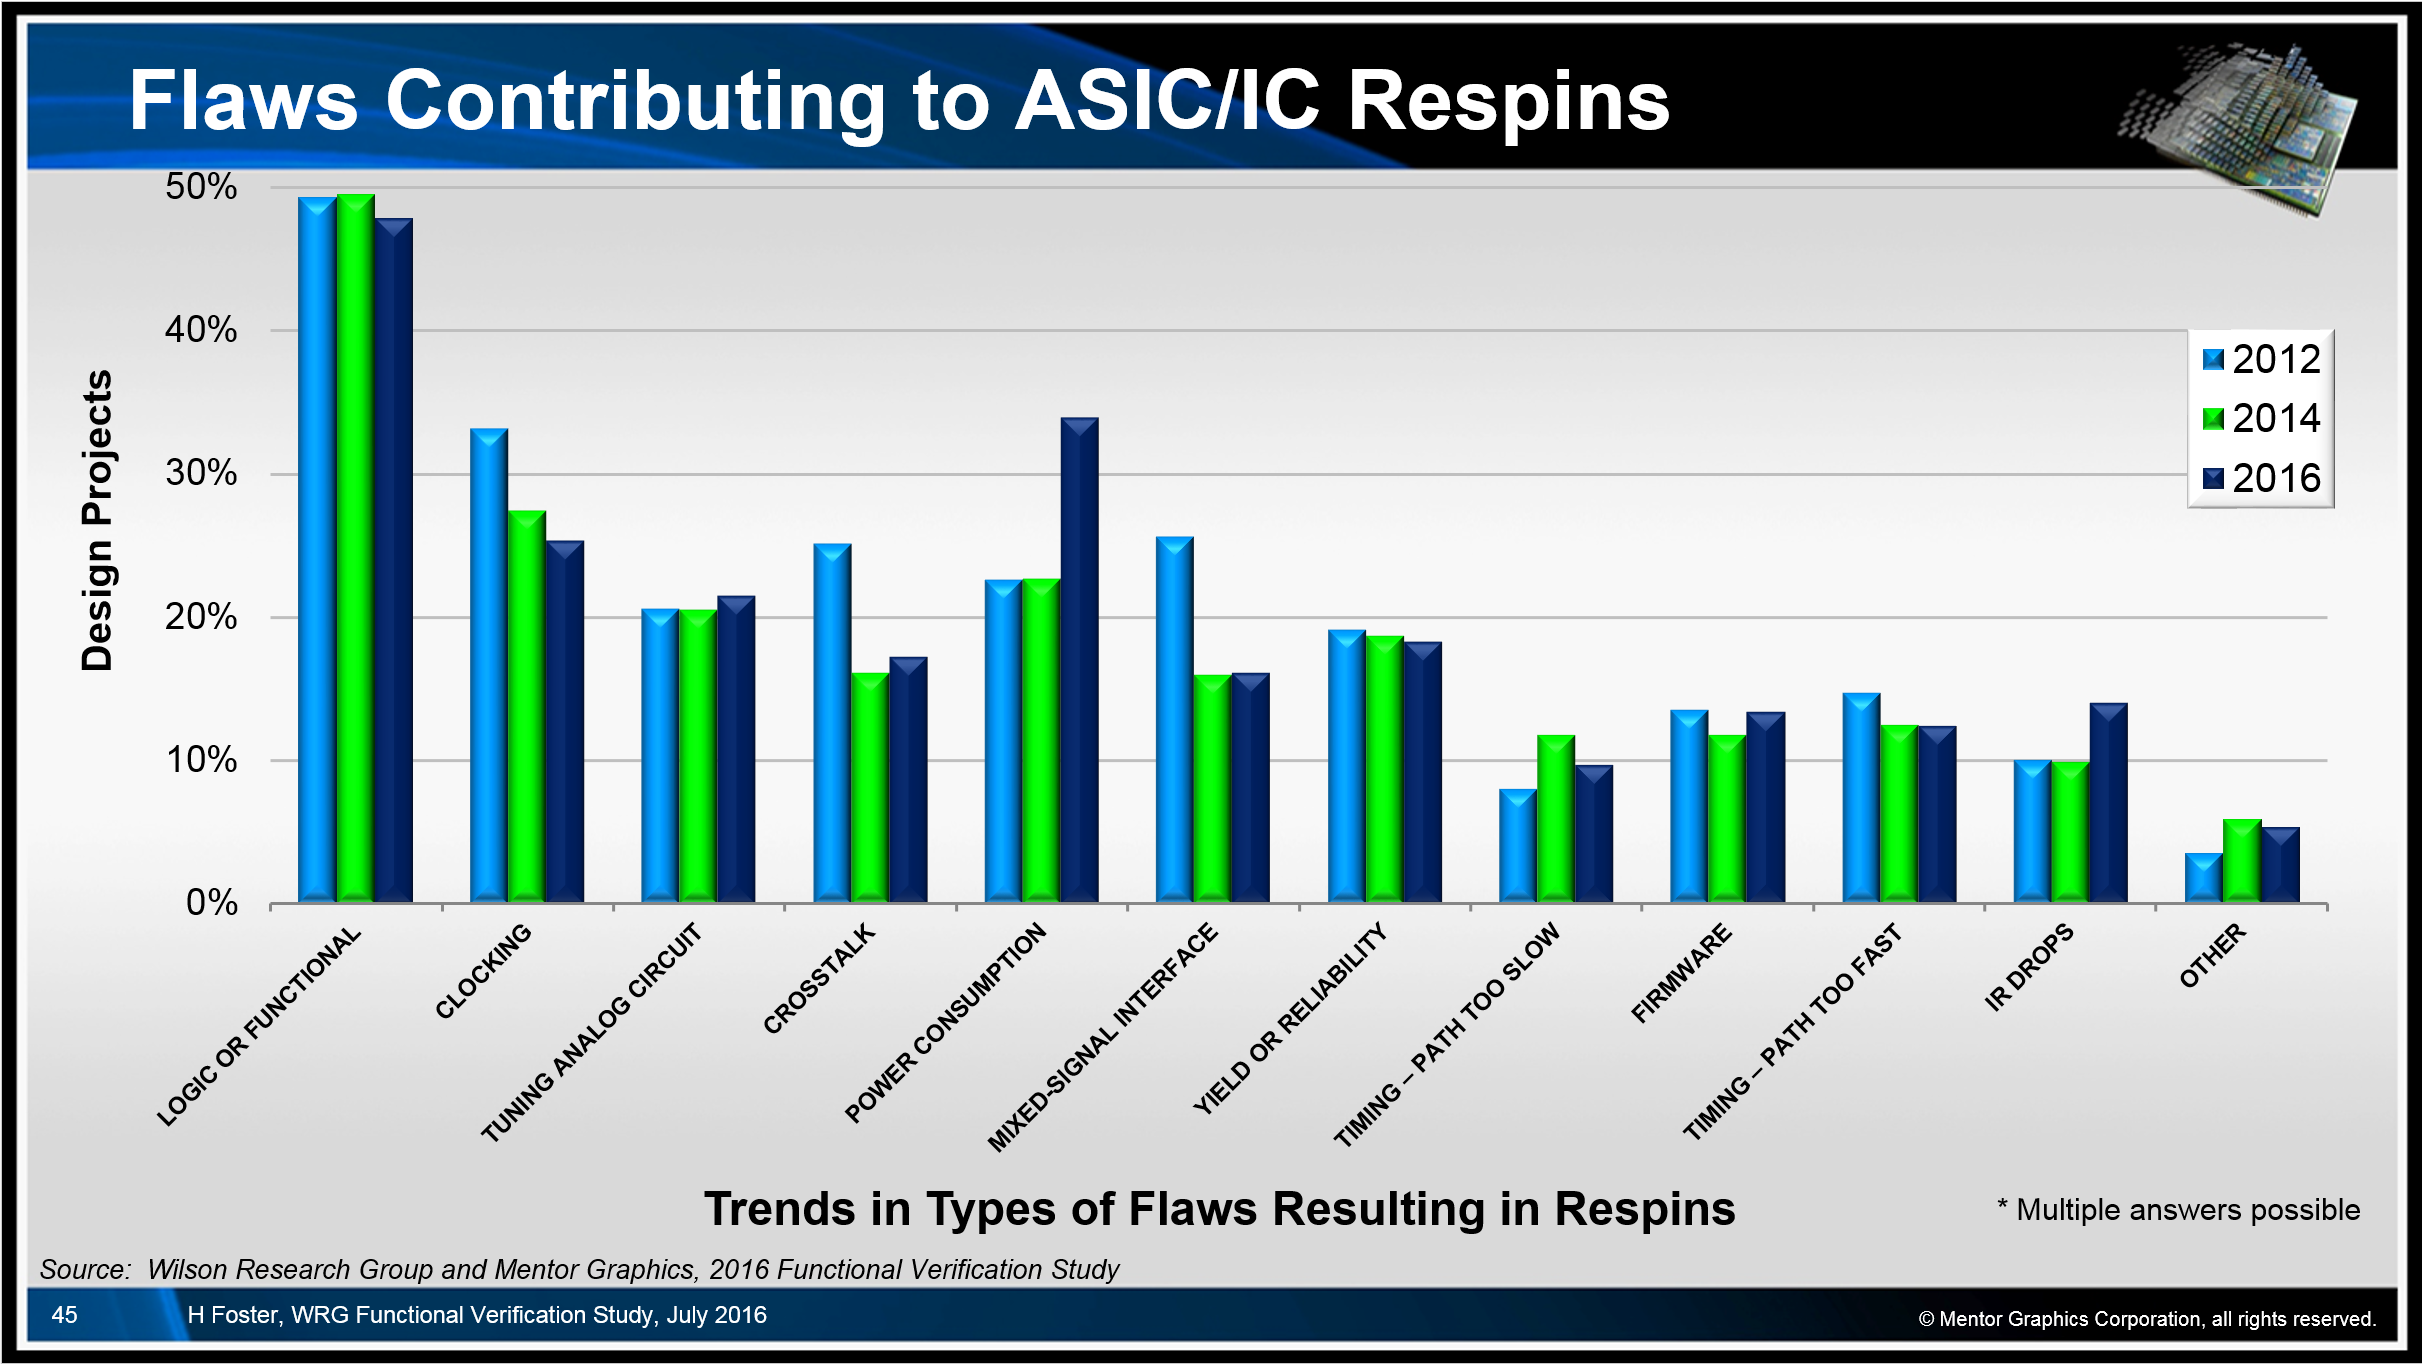 Flaws Contributing to ASIC/IC Respins
50%
40%
30%
20%
10%
0%
Design Projects
2012
2014
2016
LOGIC OR FUNCTIONAL
CLOCKING
TUNING ANALOG CIRCUIT
CROSSTALK
POWER CONSUMPTION
MIXED-SIGNAL INTERFACE
YIELD OR RELIABILITY
TIMING – PATH TOO SLOW
FIRMWARE
TIMING – PATH TOO FAST
IR DROPS
OTHER
Trends in Types of Flaws Resulting in Respins
* Multiple answers possible
Source: Wilson Research Group and Mentor Graphics, 2016 Functional Verification Study
45
H Foster, WRG Functional Verification Study, July 2016
© Mentor Graphics Corporation, all rights reserved.